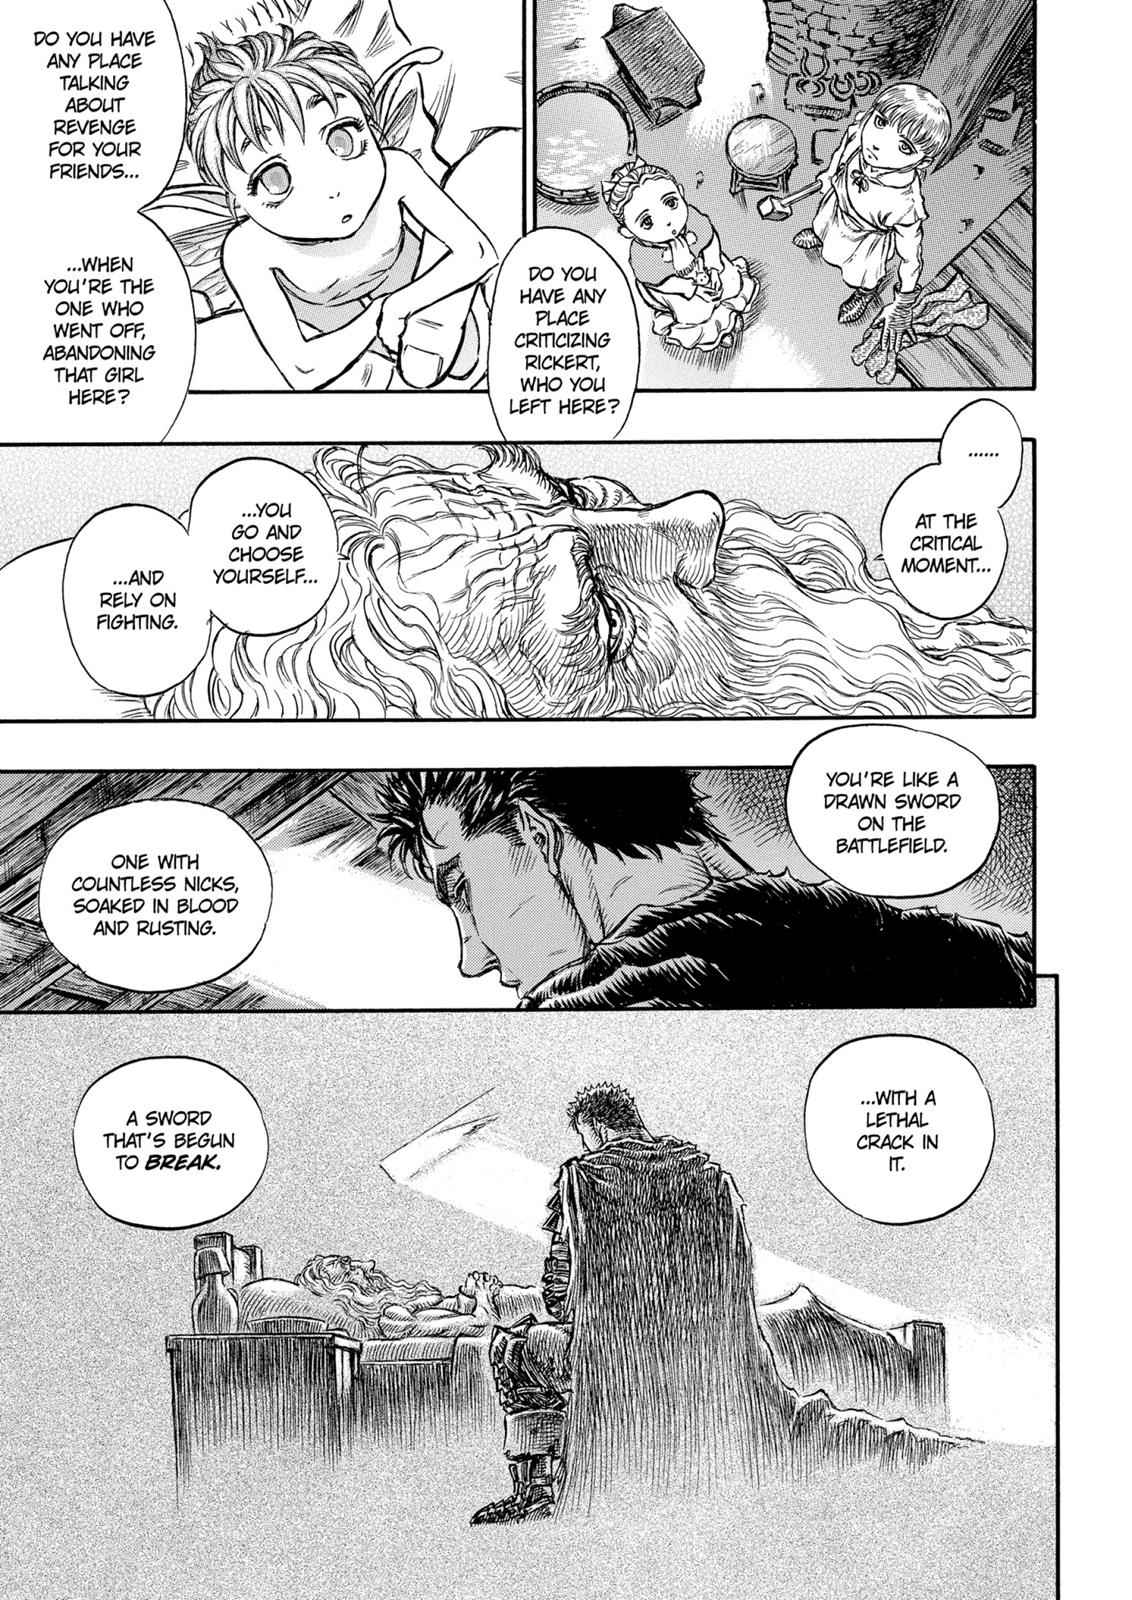 DO YOU
HAVE ANY
PLACE
CRITICIZING
RICKERT,
WHO YOU
LEFT HERE?
DO YOU HAVE
ANY PLACE
TALKING
ABOUT
REVENGE
FOR YOUR
FRIENDS...
...WHEN
YOU'RE THE
ONE WHO
WENT OFF,
ABANDONING
THAT GIRL
HERE?
......
AT THE
CRITICAL
MOMENT...
...YOU
GO AND
CHOOSE
YOURSELF...
...AND
RELY ON
FIGHTING.
YOU'RE LIKE A
DRAWN SWORD
ON THE
BATTLEFIELD.
ONE WITH
COUNTLESS NICKS,
SOAKED IN BLOOD
AND RUSTING.
...WITH A
LETHAL
CRACK IN
IT.
A SWORD
THAT'S BEGUN
TO BREAK.